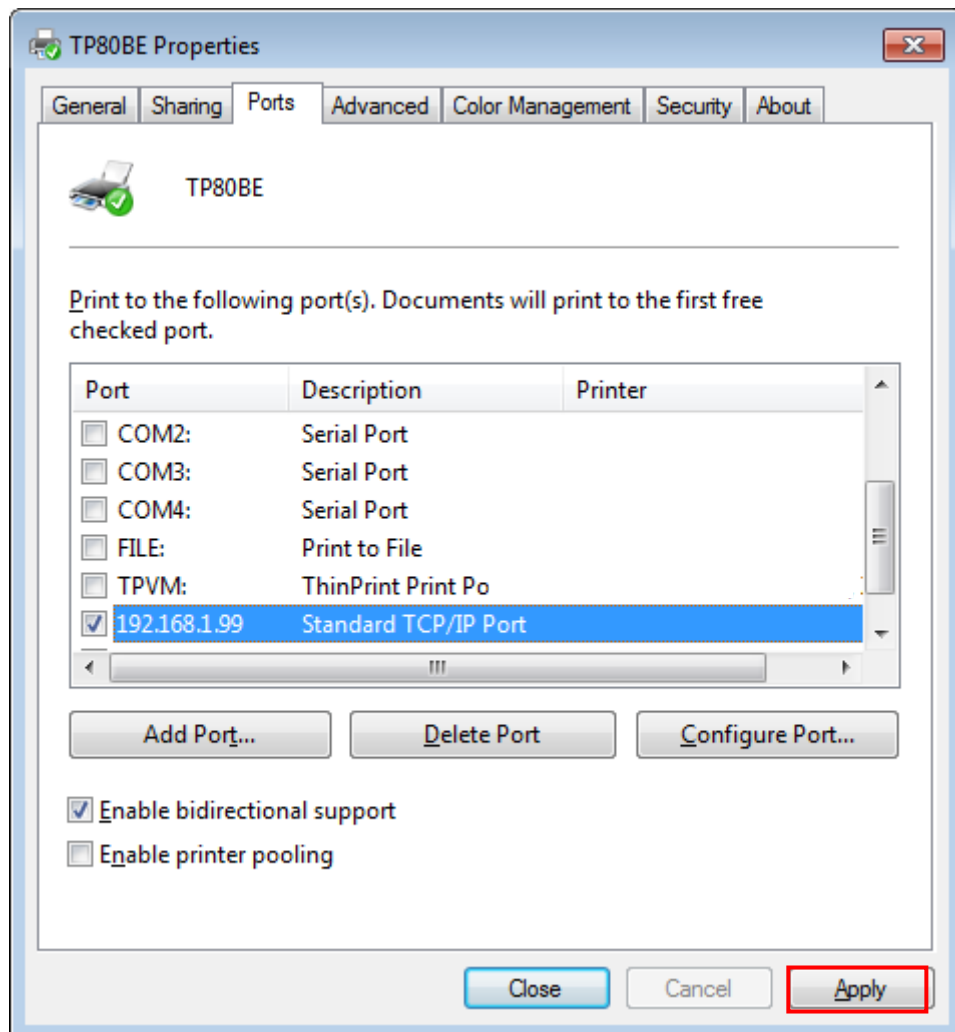 TP80BE Properties
General Sharing Ports Advanced Color Management Security About
TP80BE
Print to the following port(s). Documents will print to the first free
checked port.
Port Description Printer
COM2: Serial Port
COM3: Serial Port
COM4: Serial Port
FILE: Print to File
TPVM: ThinPrint Print Po
192.168.1.99 Standard TCP/IP Port
Add Port... Delete Port Configure Port...
Enable bidirectional support
Enable printer pooling
Close Cancel Apply